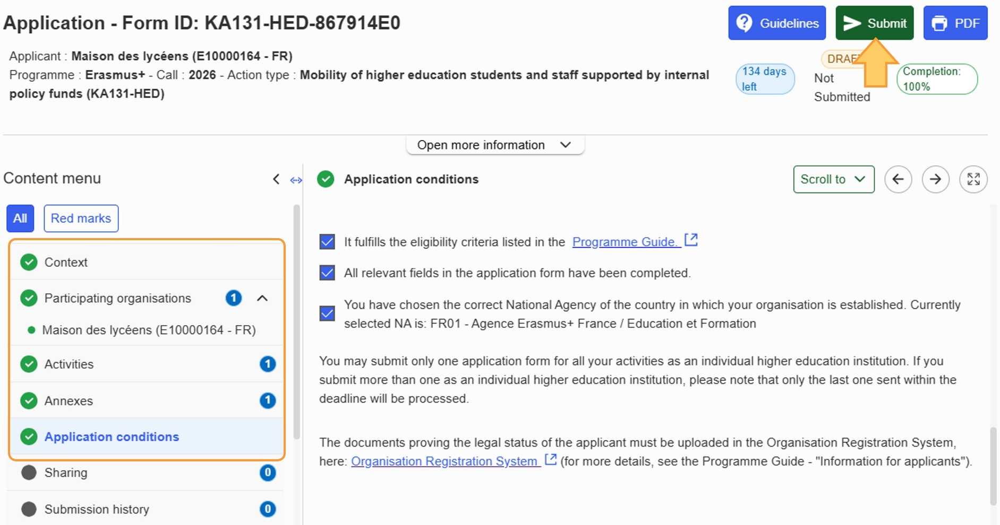 Application - Form ID: KA131-HED-867914E0
Guidelines
Submit
PDF
Applicant : Maison des lycéens (E10000164 - FR)
Programme : Erasmus+ - Call : 2026 - Action type : Mobility of higher education students and staff supported by internal
policy funds (KA131-HED)
134 days
left
Not
Submitted
Completion:
100%
Open more information
Content menu
All
Red marks
Context
Participating organisations 1
Maison des lycéens (E10000164 - FR)
Activities 1
Annexes 1
Application conditions
Sharing 0
Submission history 0
Application conditions
Scroll to
It fulfills the eligibility criteria listed in the Programme Guide.
All relevant fields in the application form have been completed.
You have chosen the correct National Agency of the country in which your organisation is established. Currently
selected NA is: FR01 - Agence Erasmus+ France / Education et Formation
You may submit only one application form for all your activities as an individual higher education institution. If you
submit more than one as an individual higher education institution, please note that only the last one sent within the
deadline will be processed.
The documents proving the legal status of the applicant must be uploaded in the Organisation Registration System,
here: Organisation Registration System (for more details, see the Programme Guide - "Information for applicants").